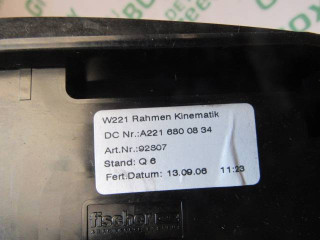 W221 Rahmen Kinematik
DC Nr.:A221 680 08 34
Art.Nr.:92807
Stand: Q 6
Fert.Datum: 13.09.06 11:23